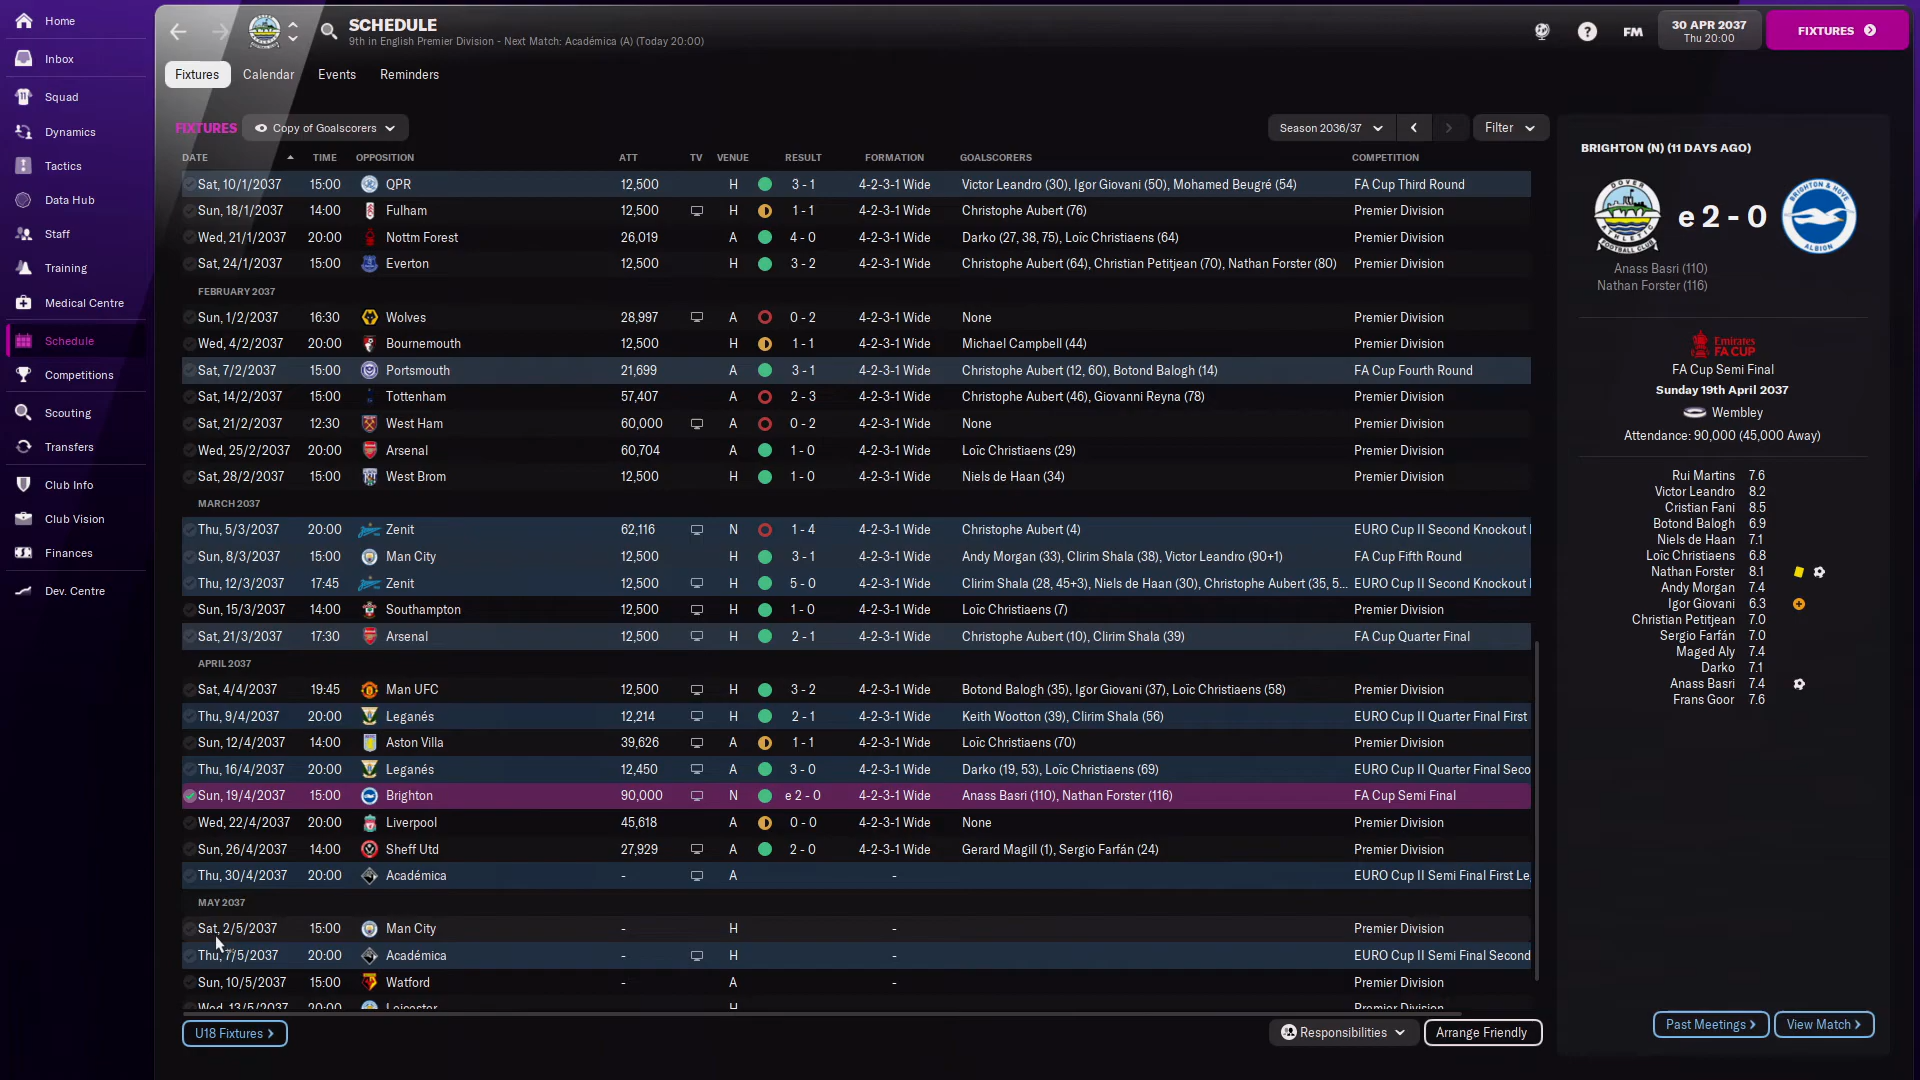 Home
Inbox
Squad
Dynamics
Tactics
Data Hub
Staff
Training
Medical Centre
Schedule
Competitions
Scouting
Transfers
Club Info
Club Vision
Finances
Dev. Centre
SCHEDULE
9th in English Premier Division - Next Match: Académica (A) (Today 20:00)
? FM 30 APR 2037 Thu 20:00 FIXTURES
Fixtures Calendar Events Reminders
FIXTURES Copy of Goalscorers Season 2036/37 Filter
DATE TIME OPPOSITION ATT TV VENUE RESULT FORMATION GOALSCORERS COMPETITION
Sat, 10/1/2037 15:00 QPR 12,500 H 3 - 1 4-2-3-1 Wide Victor Leandro (30), Igor Giovani (50), Mohamed Beugré (54) FA Cup Third Round
Sun, 18/1/2037 14:00 Fulham 12,500 H 1 - 1 4-2-3-1 Wide Christophe Aubert (76) Premier Division
Wed, 21/1/2037 20:00 Nottm Forest 26,019 A 4 - 0 4-2-3-1 Wide Darko (27, 38, 75), Loïc Christiaens (64) Premier Division
Sat, 24/1/2037 15:00 Everton 12,500 H 3 - 2 4-2-3-1 Wide Christophe Aubert (64), Christian Petitjean (70), Nathan Forster (80) Premier Division
FEBRUARY 2037
Sun, 1/2/2037 16:30 Wolves 28,997 A 0 - 2 4-2-3-1 Wide None Premier Division
Wed, 4/2/2037 20:00 Bournemouth 12,500 H 1 - 1 4-2-3-1 Wide Michael Campbell (44) Premier Division
Sat, 7/2/2037 15:00 Portsmouth 21,699 A 3 - 1 4-2-3-1 Wide Christophe Aubert (12, 60), Botond Balogh (14) FA Cup Fourth Round
Sat, 14/2/2037 15:00 Tottenham 57,407 A 2 - 3 4-2-3-1 Wide Christophe Aubert (46), Giovanni Reyna (78) Premier Division
Sat, 21/2/2037 12:30 West Ham 60,000 A 0 - 2 4-2-3-1 Wide None Premier Division
Wed, 25/2/2037 20:00 Arsenal 60,704 A 1 - 0 4-2-3-1 Wide Loïc Christiaens (29) Premier Division
Sat, 28/2/2037 15:00 West Brom 12,500 H 1 - 0 4-2-3-1 Wide Niels de Haan (34) Premier Division
MARCH 2037
Thu, 5/3/2037 20:00 Zenit 62,116 N 1 - 4 4-2-3-1 Wide Christophe Aubert (4) EURO Cup II Second Knockout
Sun, 8/3/2037 15:00 Man City 12,500 H 3 - 1 4-2-3-1 Wide Andy Morgan (33), Clirim Shala (38), Victor Leandro (90+1) FA Cup Fifth Round
Thu, 12/3/2037 17:45 Zenit 12,500 H 5 - 0 4-2-3-1 Wide Clirim Shala (28, 45+3), Niels de Haan (30), Christophe Aubert (35, 5... EURO Cup II Second Knockout
Sun, 15/3/2037 14:00 Southampton 12,500 H 1 - 0 4-2-3-1 Wide Loïc Christiaens (7) Premier Division
Sat, 21/3/2037 17:30 Arsenal 12,500 H 2 - 1 4-2-3-1 Wide Christophe Aubert (10), Clirim Shala (39) FA Cup Quarter Final
APRIL 2037
Sat, 4/4/2037 19:45 Man UFC 12,500 H 3 - 2 4-2-3-1 Wide Botond Balogh (35), Igor Giovani (37), Loïc Christiaens (58) Premier Division
Thu, 9/4/2037 20:00 Leganés 12,214 H 2 - 1 4-2-3-1 Wide Keith Wootton (39), Clirim Shala (56) EURO Cup II Quarter Final First
Sun, 12/4/2037 14:00 Aston Villa 39,626 A 1 - 1 4-2-3-1 Wide Loïc Christiaens (70) Premier Division
Thu, 16/4/2037 20:00 Leganés 12,450 A 3 - 0 4-2-3-1 Wide Darko (19, 53), Loïc Christiaens (69) EURO Cup II Quarter Final Seco
Sun, 19/4/2037 15:00 Brighton 90,000 N e 2 - 0 4-2-3-1 Wide Anass Basri (110), Nathan Forster (116) FA Cup Semi Final
Wed, 22/4/2037 20:00 Liverpool 45,618 A 0 - 0 4-2-3-1 Wide None Premier Division
Sun, 26/4/2037 14:00 Sheff Utd 27,929 A 2 - 0 4-2-3-1 Wide Gerard Magill (1), Sergio Farfán (24) Premier Division
Thu, 30/4/2037 20:00 Académica - A - EURO Cup II Semi Final First Le
MAY 2037
Sat, 2/5/2037 15:00 Man City - H - Premier Division
Thu, 7/5/2037 20:00 Académica - H - EURO Cup II Semi Final Second
Sun, 10/5/2037 15:00 Watford - A - Premier Division
Wed, 13/5/2037 20:00 Leicester H Premier Division
U18 Fixtures Responsibilities Arrange Friendly
BRIGHTON (N) (11 DAYS AGO)
DOVER ATHLETIC FOOTBALL CLUB e 2 - 0 BRIGHTON & HOVE ALBION
Anass Basri (110)
Nathan Forster (116)
Emirates FA CUP
FA Cup Semi Final
Sunday 19th April 2037
Wembley
Attendance: 90,000 (45,000 Away)
Rui Martins 7.6
Victor Leandro 8.2
Cristian Fani 8.5
Botond Balogh 6.9
Niels de Haan 7.1
Loïc Christiaens 6.8
Nathan Forster 8.1
Andy Morgan 7.4
Igor Giovani 6.3
Christian Petitjean 7.0
Sergio Farfán 7.0
Maged Aly 7.4
Darko 7.1
Anass Basri 7.4
Frans Goor 7.6
Past Meetings View Match